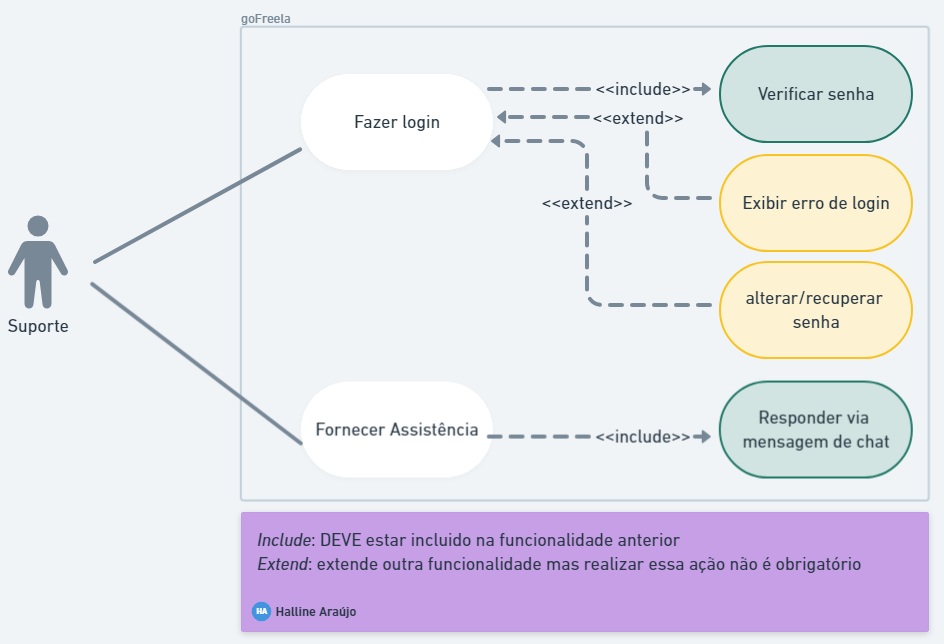 goFreela
Fazer login
<<include>>
Verificar senha
<<extend>>
Exibir erro de login
<<extend>>
alterar/recuperar
senha
Suporte
Fornecer Assistência
<<include>>
Responder via
mensagem de chat
Include: DEVE estar incluido na funcionalidade anterior
Extend: extende outra funcionalidade mas realizar essa ação não é obrigatório
HA Halline Araújo